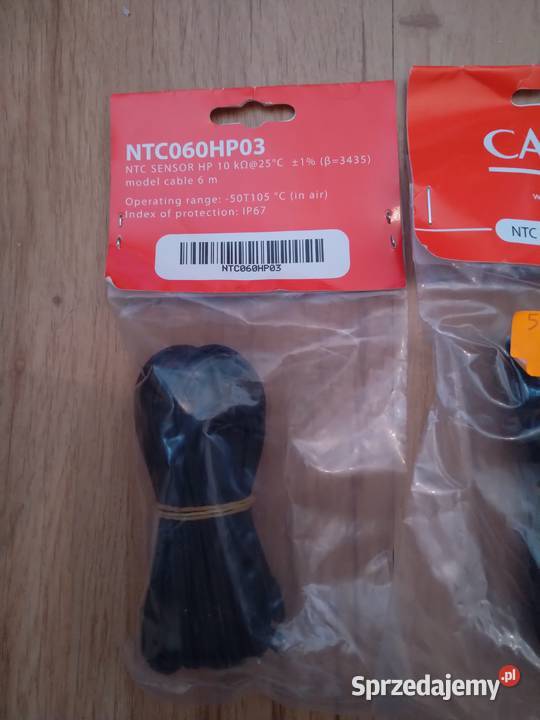 NTC060HP03
NTC SENSOR HP 10 kΩ@25°C ±1% (β=3435)
model cable 6 m
Operating range: -50T105 °C (in air)
Index of protection: IP67
NTC060HP03
CA
w
NTC
5
Sprzedajemy.pl